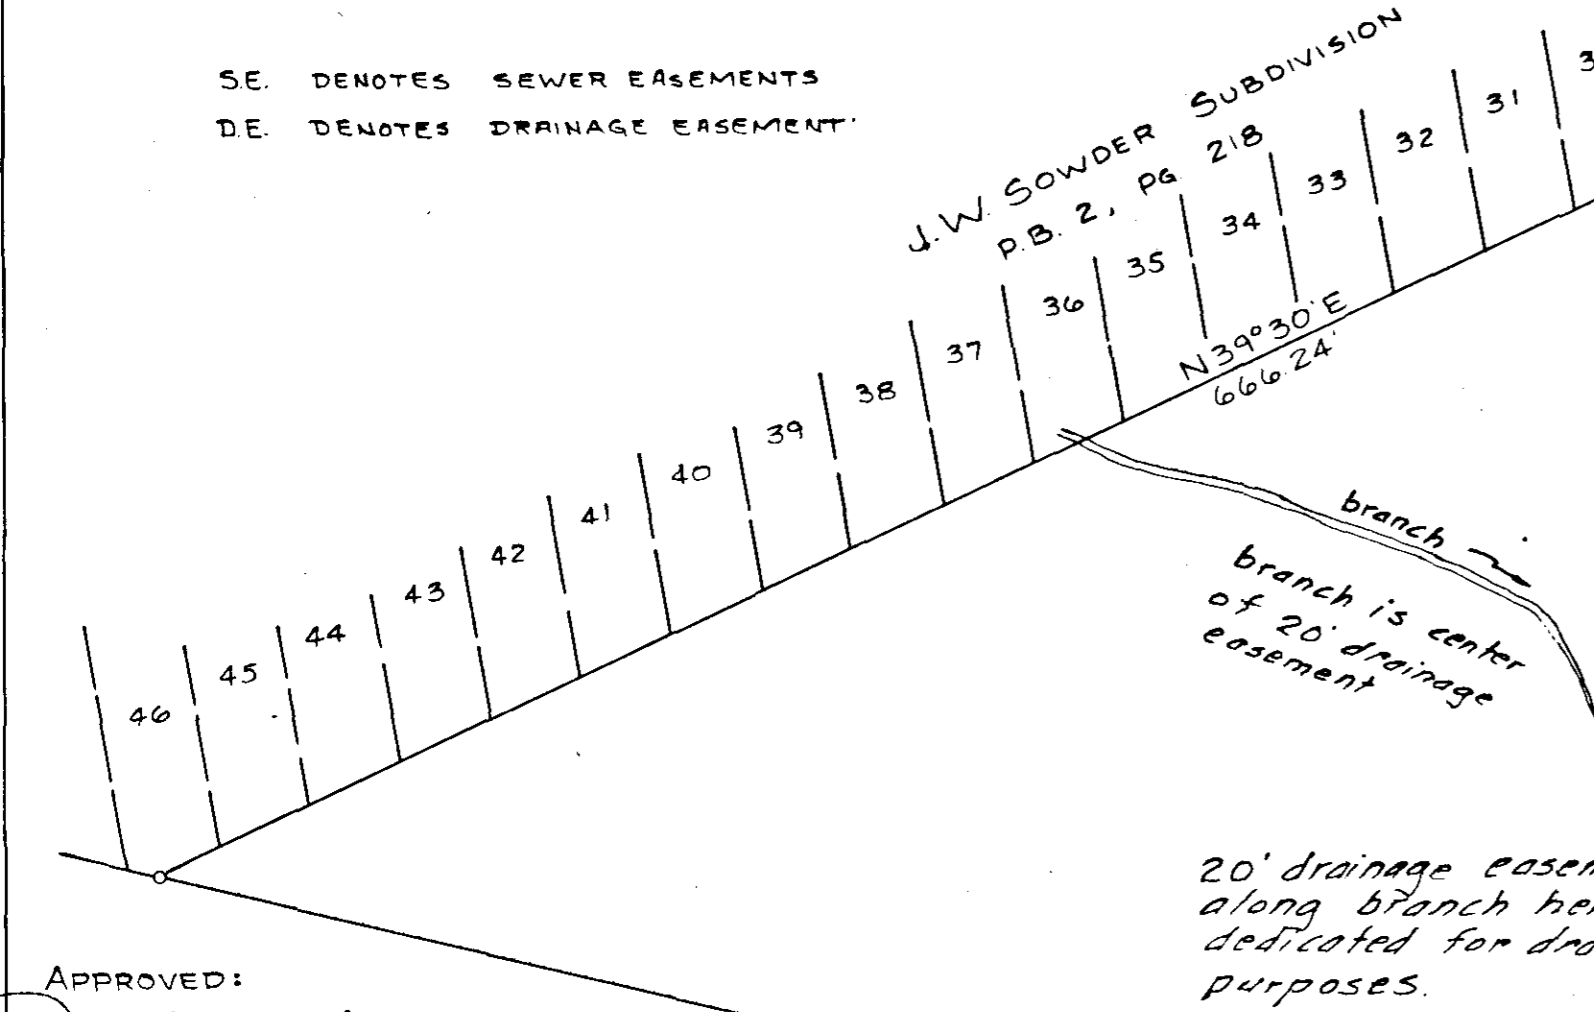 S.E. DENOTES SEWER EASEMENTS
D.E. DENOTES DRAINAGE EASEMENT
J.W. SOWDER SUBDIVISION
P.B. 2, PG. 218
31
32
33
34
35
36
37
38
39
40
41
42
43
44
45
46
N 39° 30' E
666.24'
branch
branch is center
of 20' drainage
easement
20' drainage
along branch
dedicated for
purposes.
APPROVED: